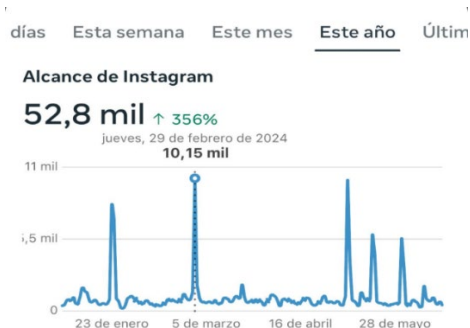 días Esta semana Este mes Este año Últim
Alcance de Instagram
52,8 mil ↑ 356%
jueves, 29 de febrero de 2024
10,15 mil
11 mil
5,5 mil
0
23 de enero 5 de marzo 16 de abril 28 de mayo